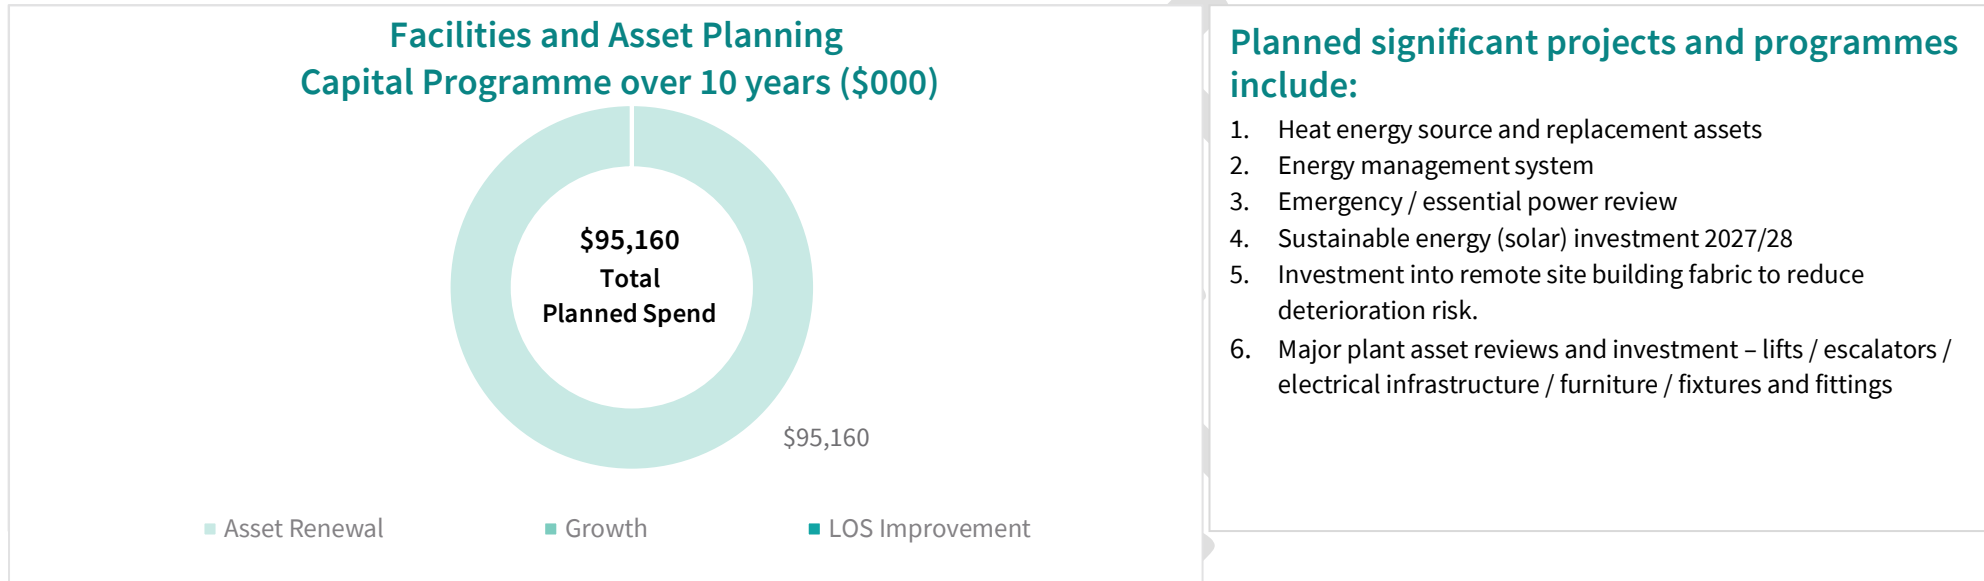 Facilities and Asset Planning
Capital Programme over 10 years ($000)
$95,160
Total
Planned Spend
$95,160
Asset Renewal
Growth
LOS Improvement
Planned significant projects and programmes
include:
1. Heat energy source and replacement assets
2. Energy management system
3. Emergency / essential power review
4. Sustainable energy (solar) investment 2027/28
5. Investment into remote site building fabric to reduce
deterioration risk.
6. Major plant asset reviews and investment – lifts / escalators /
electrical infrastructure / furniture / fixtures and fittings